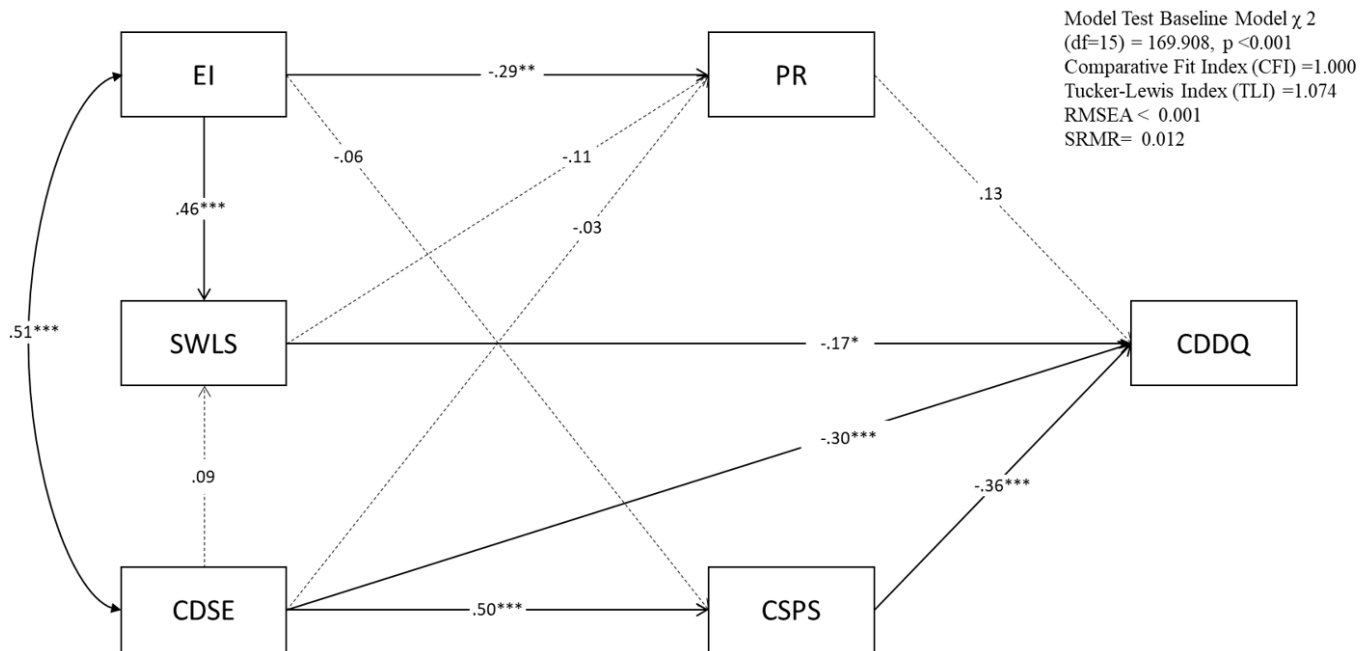 Model Test Baseline Model χ 2
(df=15) = 169.908, p <0.001
Comparative Fit Index (CFI) =1.000
Tucker-Lewis Index (TLI) =1.074
RMSEA < 0.001
SRMR= 0.012
EI
-.29**
PR
-.06
-.11
.13
.46***
-.03
.51***
SWLS
-.17*
CDDQ
-.30***
.09
-.36***
CDSE
.50***
CSPS